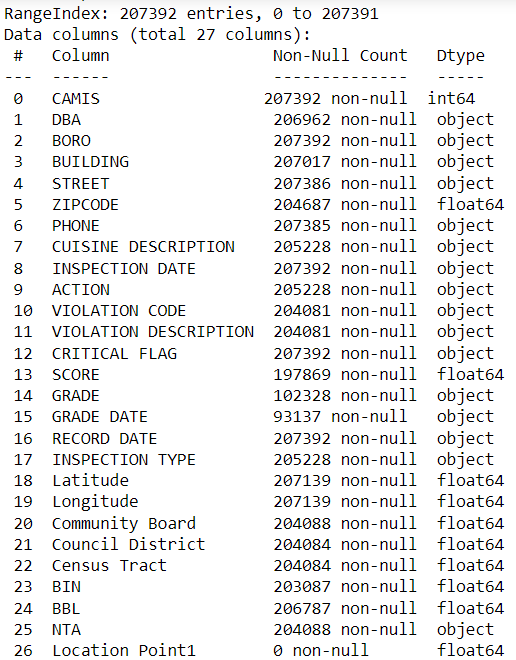 RangeIndex: 207392 entries, 0 to 207391
Data columns (total 27 columns):
 #   Column                 Non-Null Count   Dtype
---  ------                 --------------   -----
 0   CAMIS                  207392 non-null  int64
 1   DBA                    206962 non-null  object
 2   BORO                   207392 non-null  object
 3   BUILDING               207017 non-null  object
 4   STREET                 207386 non-null  object
 5   ZIPCODE                204687 non-null  float64
 6   PHONE                  207385 non-null  object
 7   CUISINE DESCRIPTION    205228 non-null  object
 8   INSPECTION DATE        207392 non-null  object
 9   ACTION                 205228 non-null  object
 10  VIOLATION CODE         204081 non-null  object
 11  VIOLATION DESCRIPTION  204081 non-null  object
 12  CRITICAL FLAG          207392 non-null  object
 13  SCORE                  197869 non-null  float64
 14  GRADE                  102328 non-null  object
 15  GRADE DATE             93137 non-null   object
 16  RECORD DATE            207392 non-null  object
 17  INSPECTION TYPE        205228 non-null  object
 18  Latitude               207139 non-null  float64
 19  Longitude              207139 non-null  float64
 20  Community Board        204088 non-null  float64
 21  Council District       204084 non-null  float64
 22  Census Tract           204084 non-null  float64
 23  BIN                    203087 non-null  float64
 24  BBL                    206787 non-null  float64
 25  NTA                    204088 non-null  object
 26  Location Point1        0 non-null       float64